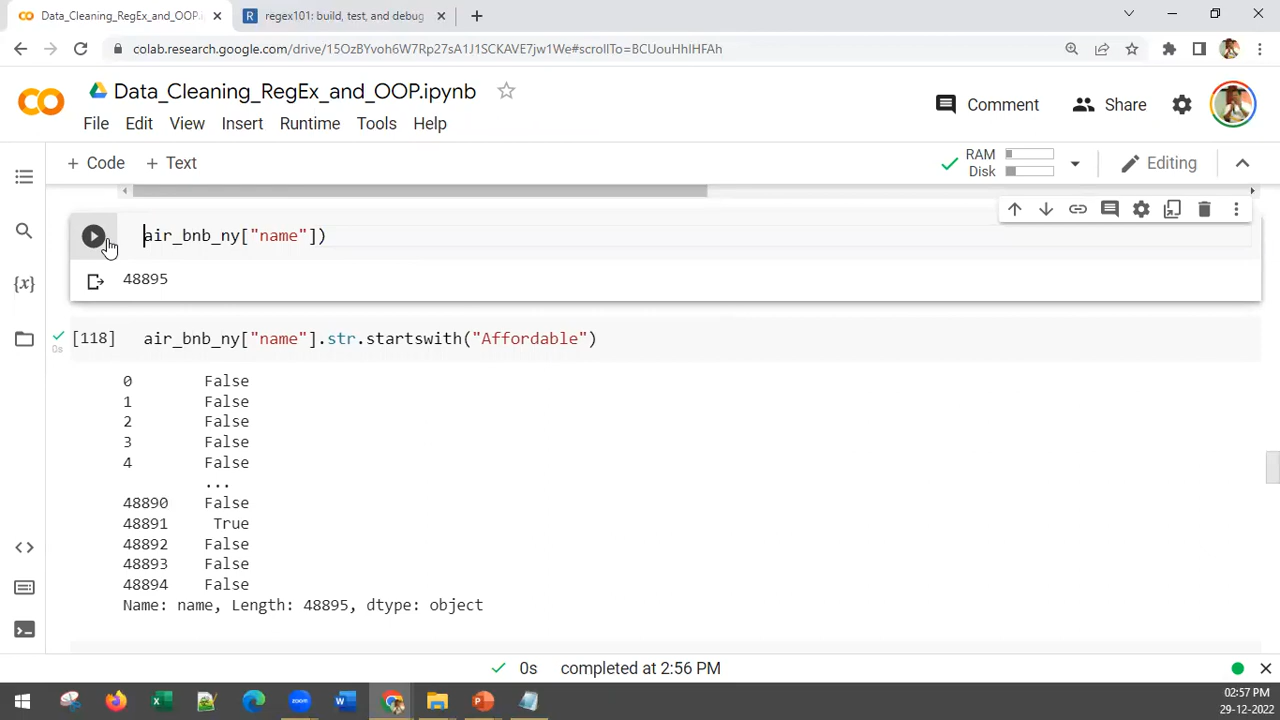 Data_Cleaning_RegEx_and_OOP.i
regex101: build, test, and debug
colab.research.google.com/drive/15OzBYvoh6W7Rp27sA1J1SCKAVE7jw1We#scrollTo=BCUouHhIHFAh
Data_Cleaning_RegEx_and_OOP.ipynb
Comment
Share
File Edit View Insert Runtime Tools Help
+ Code + Text
RAM
Disk
Editing
air_bnb_ny["name"])
48895
[118] air_bnb_ny["name"].str.startswith("Affordable")
0s
0 False
1 False
2 False
3 False
4 False
...
48890 False
48891 True
48892 False
48893 False
48894 False
Name: name, Length: 48895, dtype: object
{x}
0s completed at 2:56 PM
zoom
02:57 PM
29-12-2022